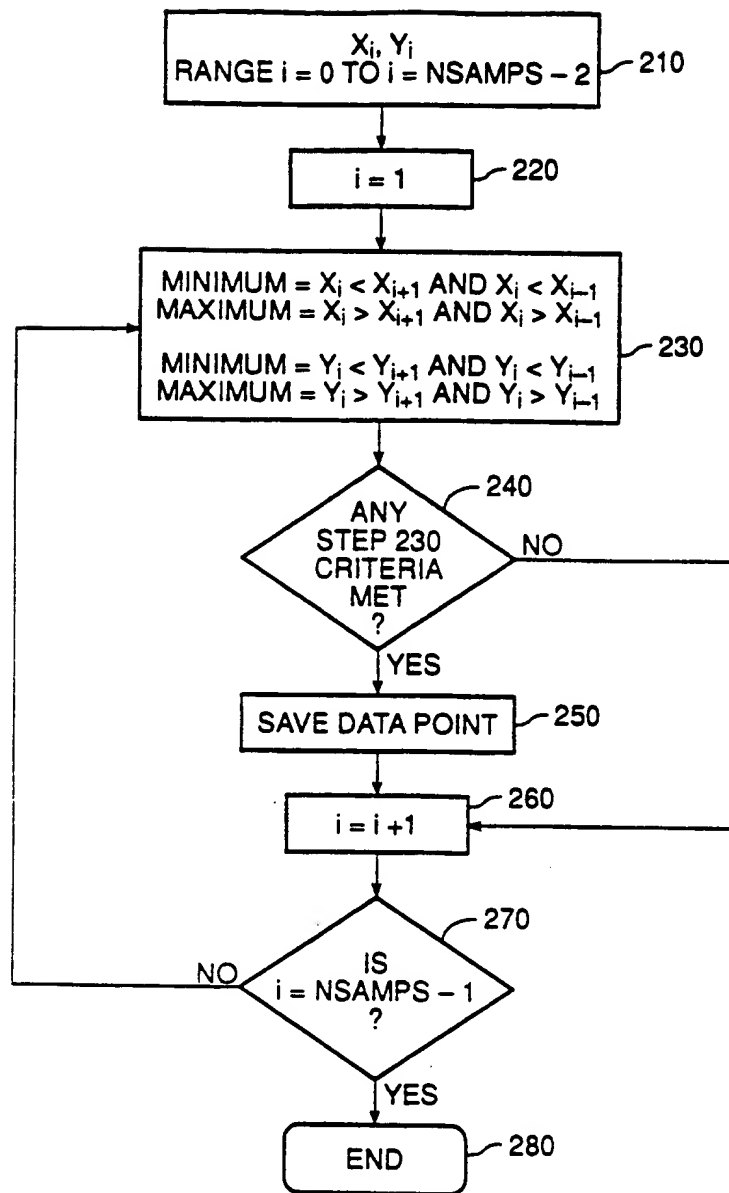 Xi, Yi
RANGE i = 0 TO i = NSAMPS – 2
210
i = 1
220
MINIMUM = Xi < Xi+1 AND Xi < Xi–1
MAXIMUM = Xi > Xi+1 AND Xi > Xi–1
MINIMUM = Yi < Yi+1 AND Yi < Yi–1
MAXIMUM = Yi > Yi+1 AND Yi > Yi–1
230
240
ANY
STEP 230
CRITERIA
MET
?
NO
YES
SAVE DATA POINT
250
260
i = i +1
270
IS
i = NSAMPS – 1
?
NO
YES
END
280